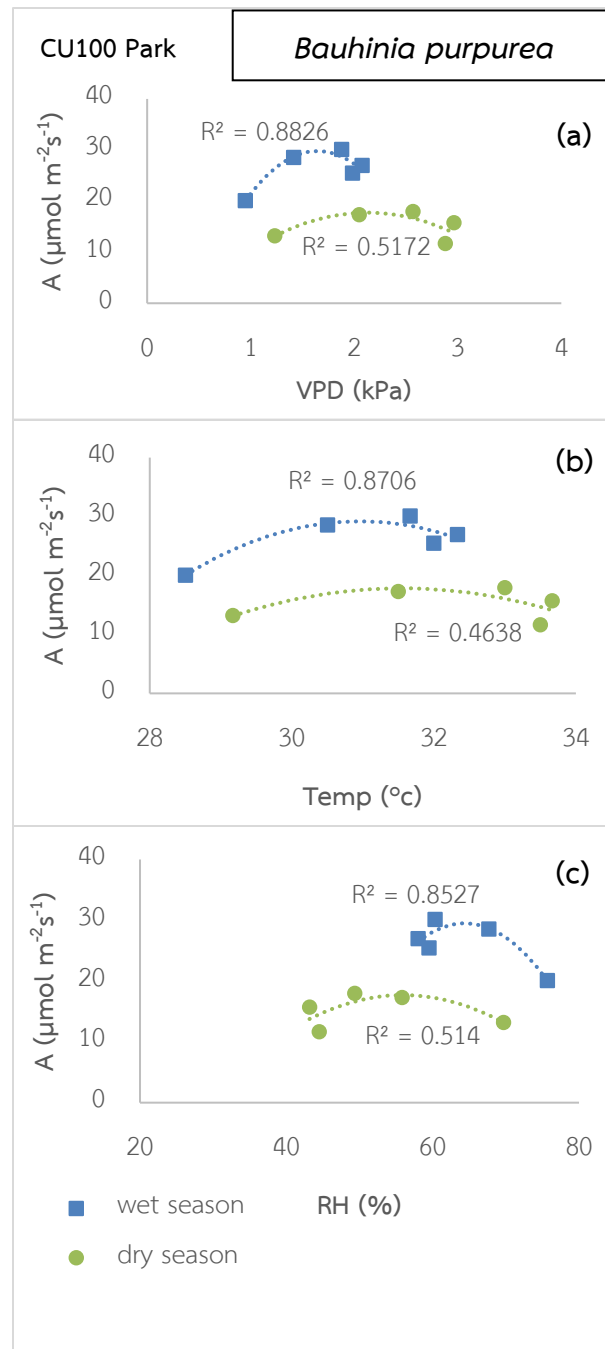 CU100 Park
Bauhinia purpurea
(a)
A (µmol m⁻²s⁻¹)
40
30
20
10
0
R² = 0.8826
R² = 0.5172
0 1 2 3 4
VPD (kPa)
(b)
A (µmol m⁻²s⁻¹)
40
30
20
10
0
R² = 0.8706
R² = 0.4638
28 30 32 34
Temp (°c)
(c)
A (µmol m⁻²s⁻¹)
40
30
20
10
0
R² = 0.8527
R² = 0.514
20 40 60 80
RH (%)
wet season
dry season